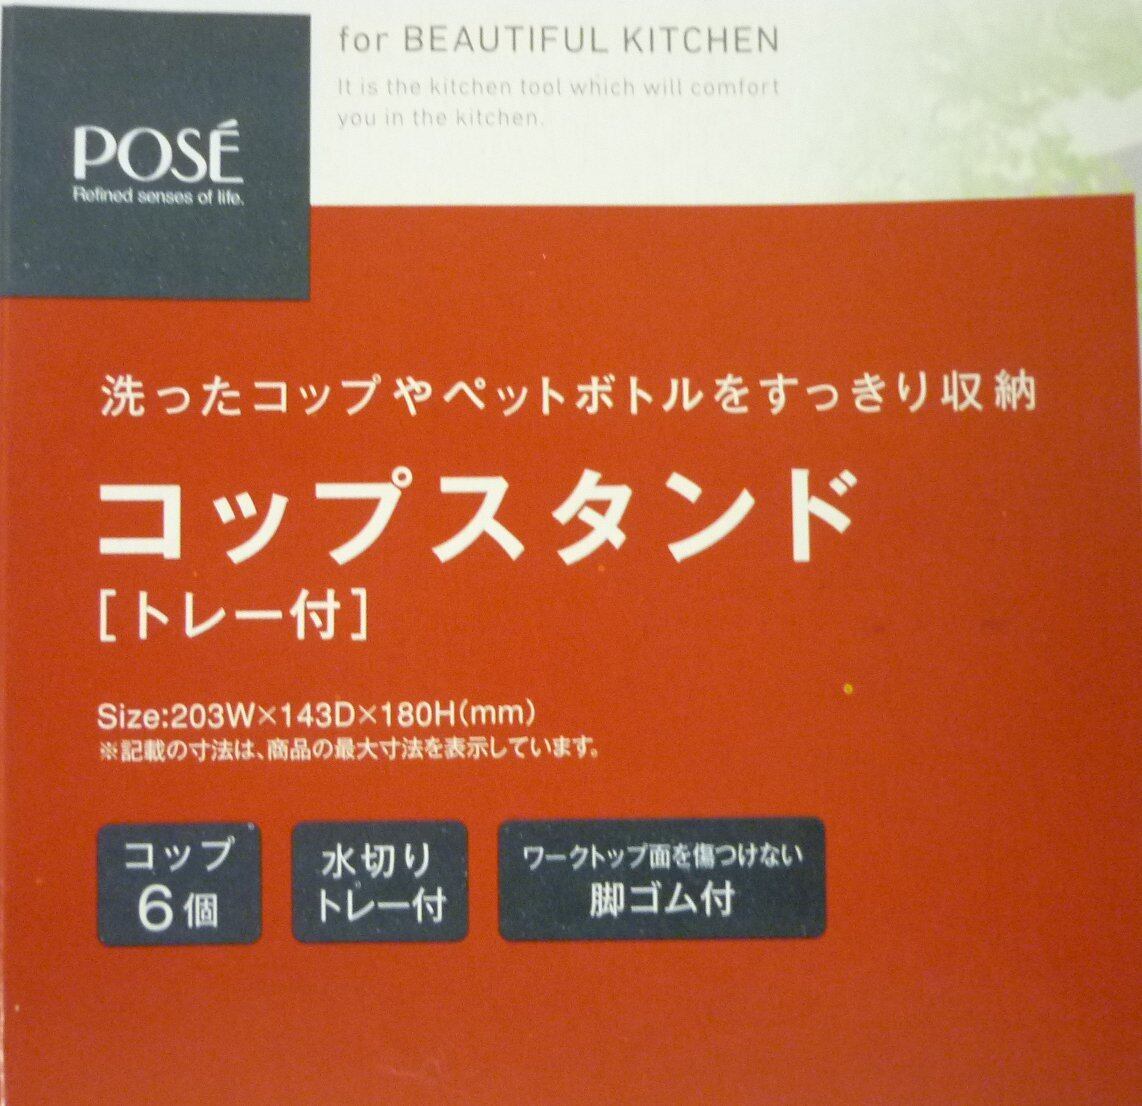 for BEAUTIFUL KITCHEN
It is the kitchen tool which will comfort
you in the kitchen.
POSÉ
Refined senses of life.
洗ったコップやペットボトルをすっきり収納
コップスタンド
[トレー付]
Size:203W×143D×180H(mm)
※記載の寸法は、商品の最大寸法を表示しています。
コップ
6個
水切り
トレー付
ワークトップ面を傷つけない
脚ゴム付